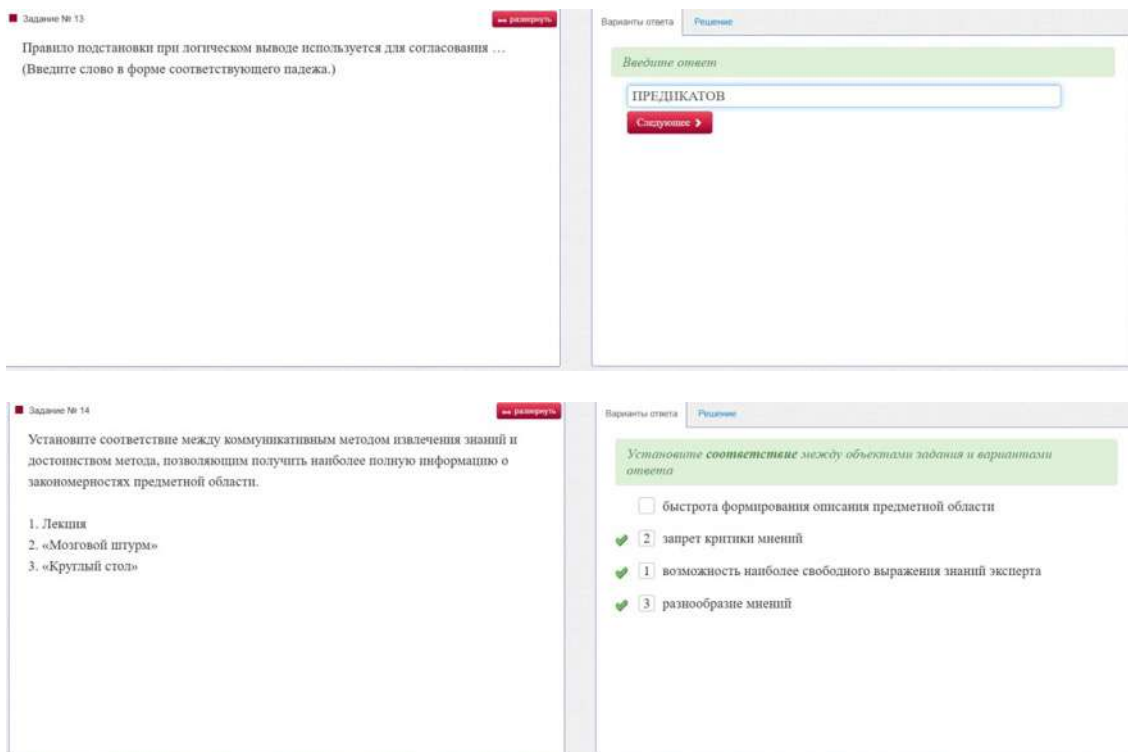 Задание № 13
развернуть
Правило подстановки при логическом выводе используется для согласования …
(Введите слово в форме соответствующего падежа.)
Варианты ответа
Решение
Введите ответ
ПРЕДИКАТОВ
Следующее
Задание № 14
развернуть
Установите соответствие между коммуникативным методом извлечения знаний и
достоинством метода, позволяющим получить наиболее полную информацию о
закономерностях предметной области.
1. Лекция
2. «Мозговой штурм»
3. «Круглый стол»
Варианты ответа
Решение
Установите соответствие между объектами задания и вариантами
ответа
быстрота формирования описания предметной области
2 запрет критики мнений
1 возможность наиболее свободного выражения знаний эксперта
3 разнообразие мнений